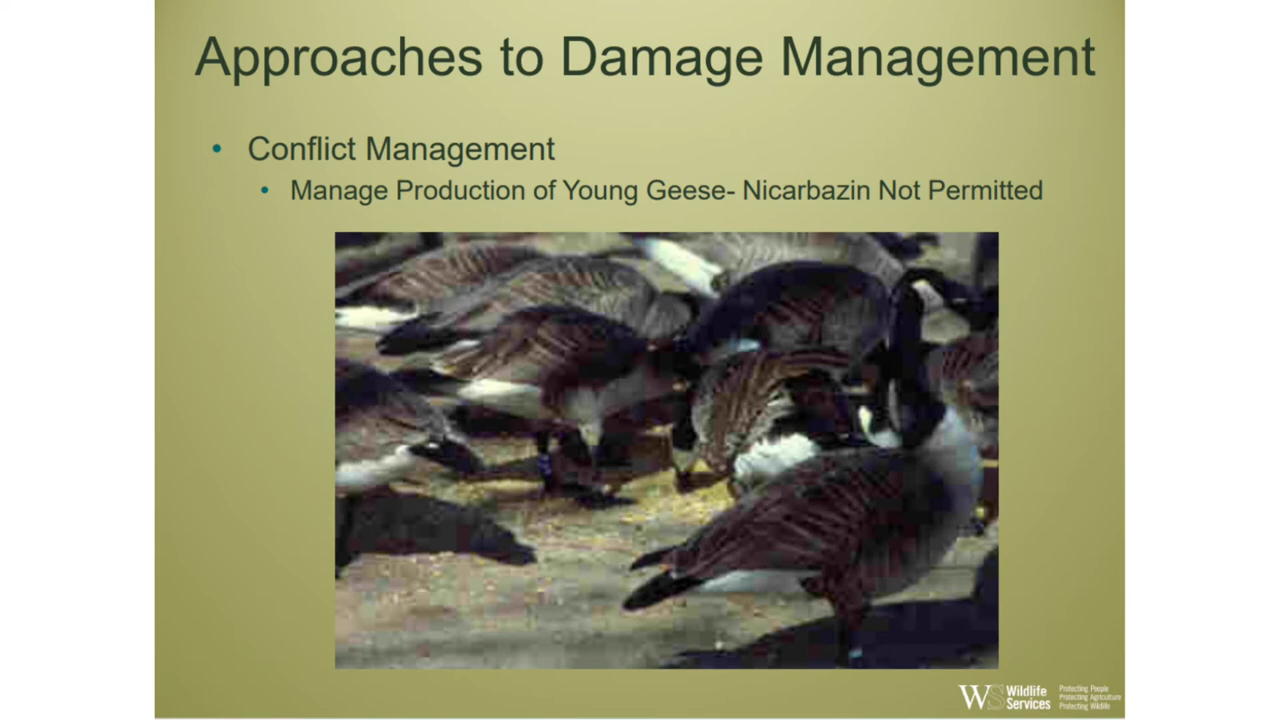 Approaches to Damage Management
• Conflict Management
• Manage Production of Young Geese- Nicarbazin Not Permitted
WS Wildlife Services
Protecting People
Protecting Agriculture
Protecting Wildlife